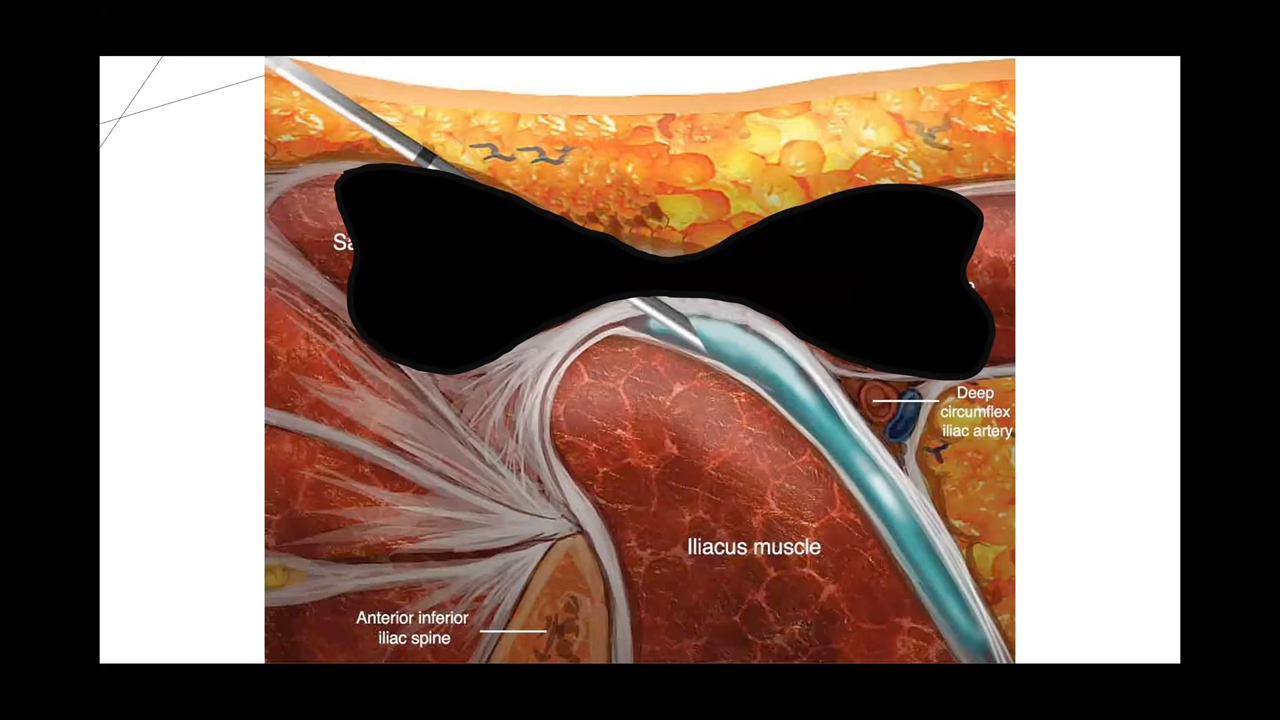 Deep
circumflex
iliac artery
Iliacus muscle
Anterior inferior
iliac spine